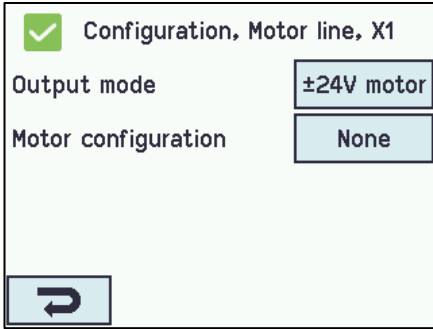 Configuration, Motor line, X1
Output mode ±24V motor
Motor configuration None